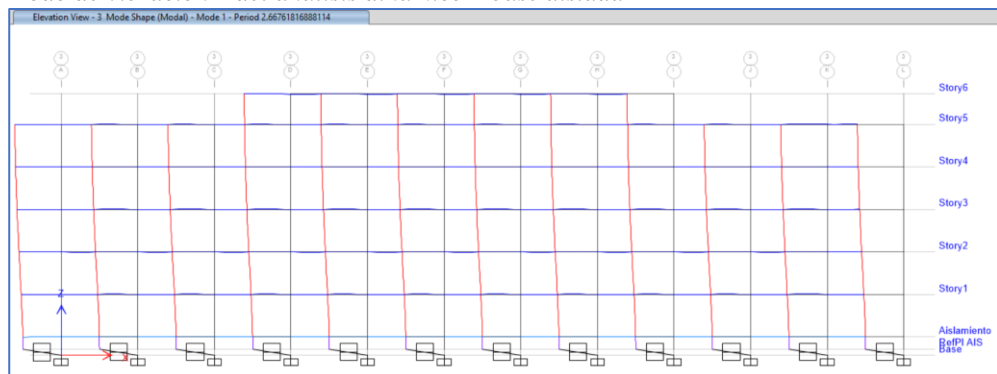 Elevation View - 3 Mode Shape (Modal) - Mode 1 - Period 2.66761816888114
3 3 3 3 3 3 3 3 3 3 3 3
A B C D E F G H I J K L
Story6
Story5
Story4
Story3
Story2
Story1
Z
Aislamiento
RefPl AIS
Base